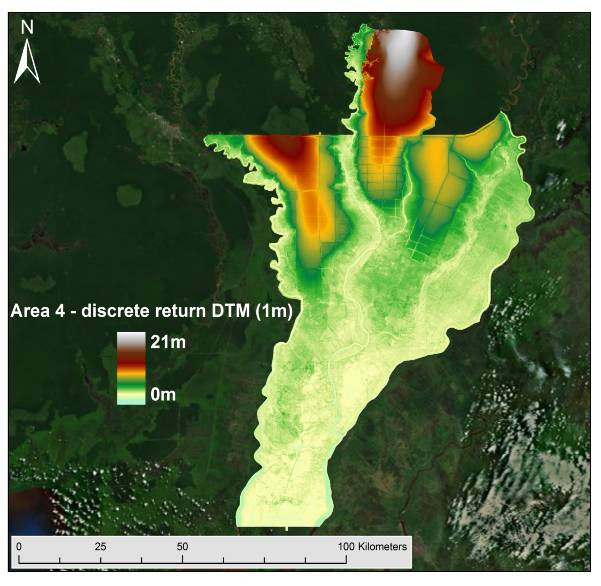 N
Area 4 - discrete return DTM (1m)
21m
0m
0 25 50 100 Kilometers